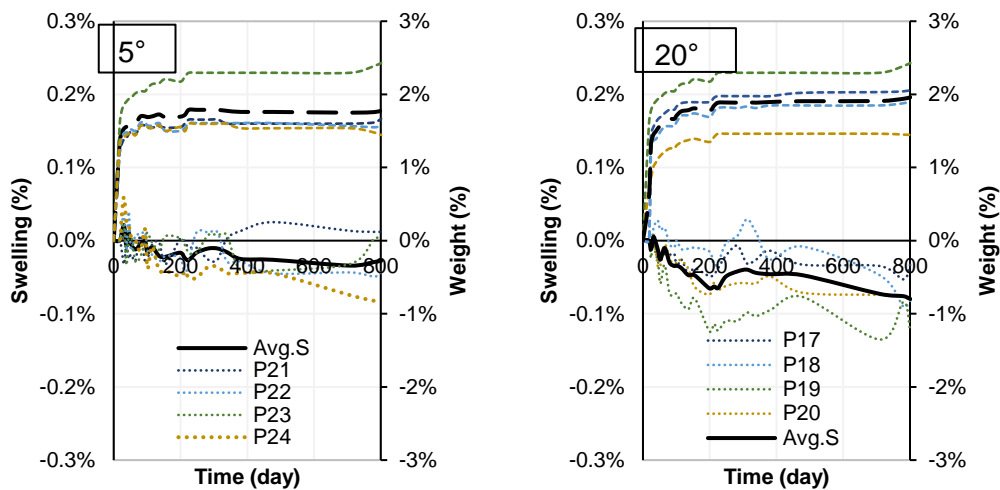 5°
0.3%
0.2%
0.1%
0.0%
-0.1%
-0.2%
-0.3%
Swelling (%)
3%
2%
1%
0%
-1%
-2%
-3%
Weight (%)
0
200
400
600
800
Time (day)
Avg.S
P21
P22
P23
P24
20°
0.3%
0.2%
0.1%
0.0%
-0.1%
-0.2%
-0.3%
Swelling (%)
3%
2%
1%
0%
-1%
-2%
-3%
Weight (%)
0
200
400
600
800
Time (day)
P17
P18
P19
P20
Avg.S